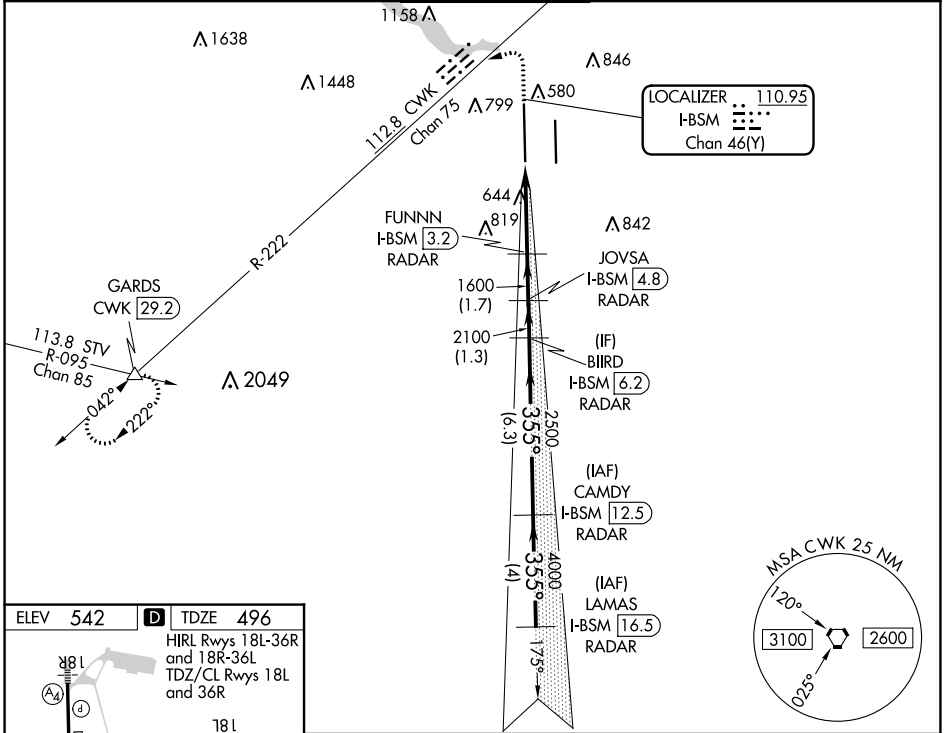 1158
1638
1448
846
580
799
112.8 CWK
Chan 75
LOCALIZER 110.95
I-BSM
Chan 46(Y)
644
819
842
FUNNN
I-BSM 3.2
RADAR
JOVSA
I-BSM 4.8
RADAR
R-222
1600
(1.7)
GARDS
CWK 29.2
2100
(1.3)
(IF)
BIIRD
I-BSM 6.2
RADAR
113.8 STV
R-095
Chan 85
2049
042°
222°
355°
2500
(6.3)
(IAF)
CAMDY
I-BSM 12.5
RADAR
355°
4000
(4)
(IAF)
LAMAS
I-BSM 16.5
RADAR
175°
MSA CWK 25 NM
120°
3100
2600
025°
ELEV 542 D TDZE 496
HIRL Rwys 18L-36R
and 18R-36L
TDZ/CL Rwys 18L
and 36R
18R
A4
P
18L